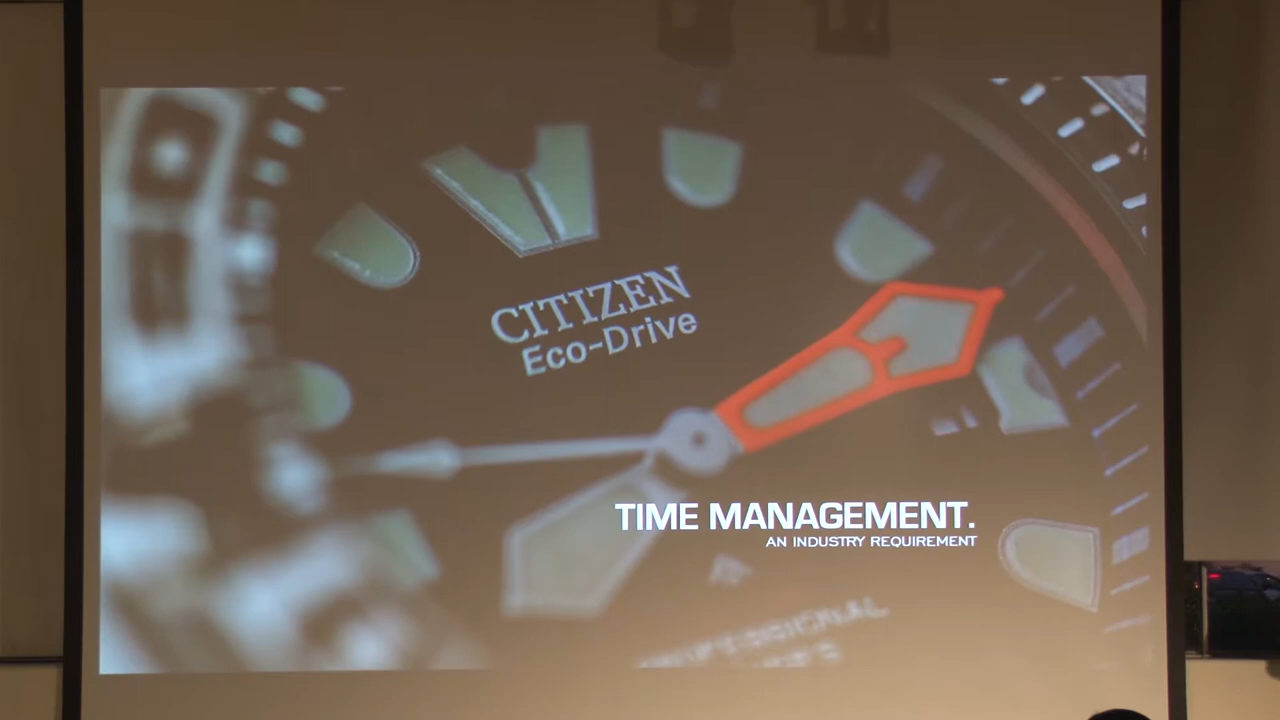 CITIZEN
Eco-Drive
TIME MANAGEMENT.
AN INDUSTRY REQUIREMENT